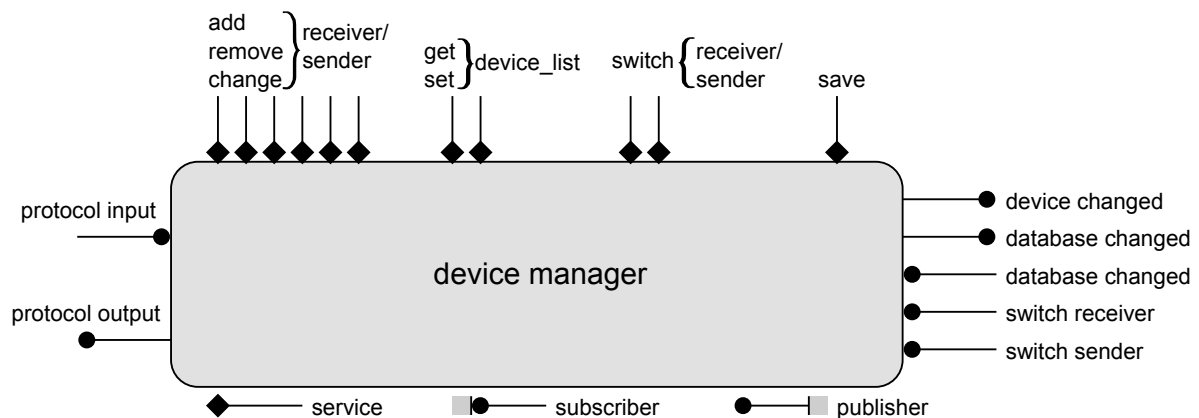 add
remove
change
receiver/
sender
get
set
device_list
switch
receiver/
sender
save
protocol input
protocol output
device manager
device changed
database changed
database changed
switch receiver
switch sender
service
subscriber
publisher